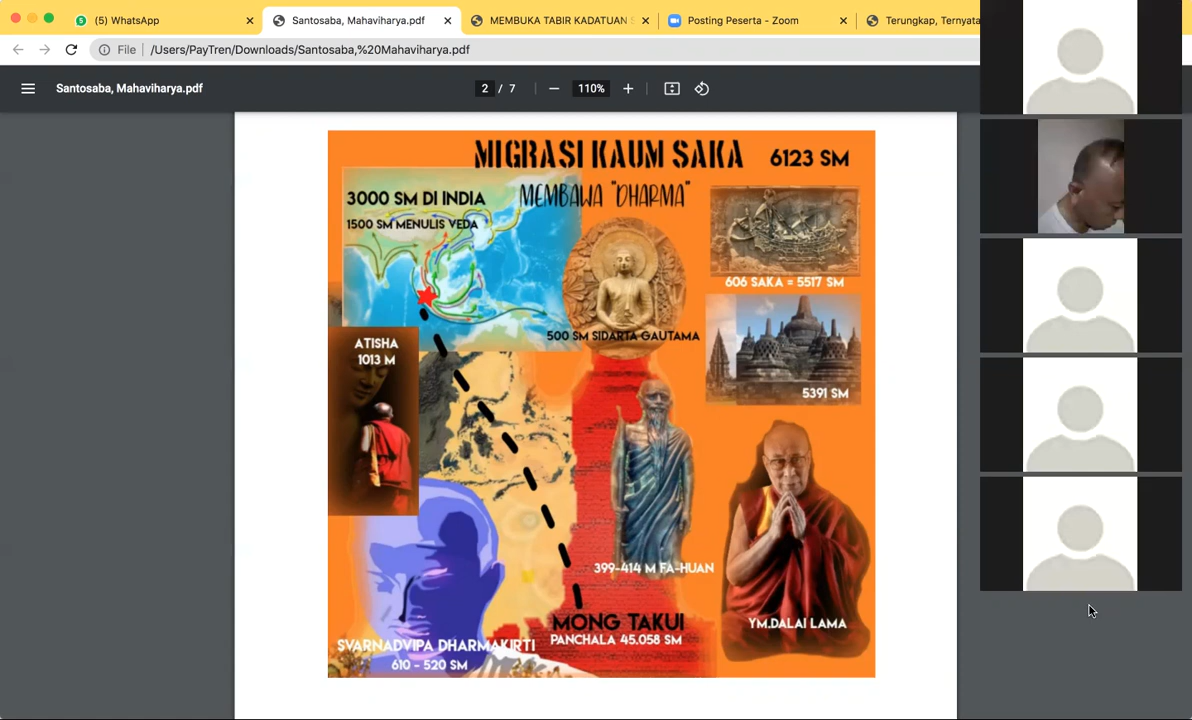 (5) WhatsApp
Santosaba, Mahaviharya.pdf
MEMBUKA TABIR KADATUAN
Posting Peserta - Zoom
Terungkap, Ternyata
File
/Users/PayTren/Downloads/Santosaba,%20Mahaviharya.pdf
Santosaba, Mahaviharya.pdf
2 / 7
110%
MIGRASI KAUM SAKA
6123 SM
MEMBAWA "DHARMA"
3000 SM DI INDIA
1500 SM MENULIS VEDA
606 SAKA = 5517 SM
500 SM SIDARTA GAUTAMA
ATISHA
1013 M
5391 SM
399-414 M FA-HUAN
MONG TAKUI
PANCHALA 45.058 SM
YM.DALAI LAMA
SVARNADVIPA DHARMAKIRTI
610 - 520 SM